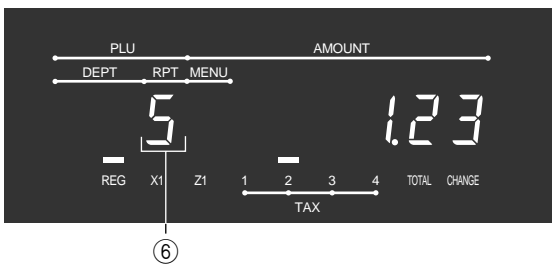 PLU AMOUNT
DEPT RPT MENU
5 1.23
REG X1 Z1 1 2 3 4 TOTAL CHANGE
TAX
⑥